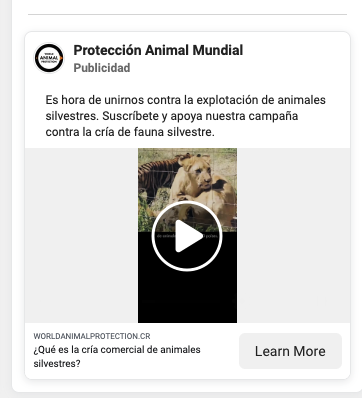 WORLD
ANIMAL
PROTECTION
Protección Animal Mundial
Publicidad
Es hora de unirnos contra la explotación de animales
silvestres. Suscríbete y apoya nuestra campaña
contra la cría de fauna silvestre.
WORLDANIMALPROTECTION.CR
¿Qué es la cría comercial de animales
silvestres?
Learn More